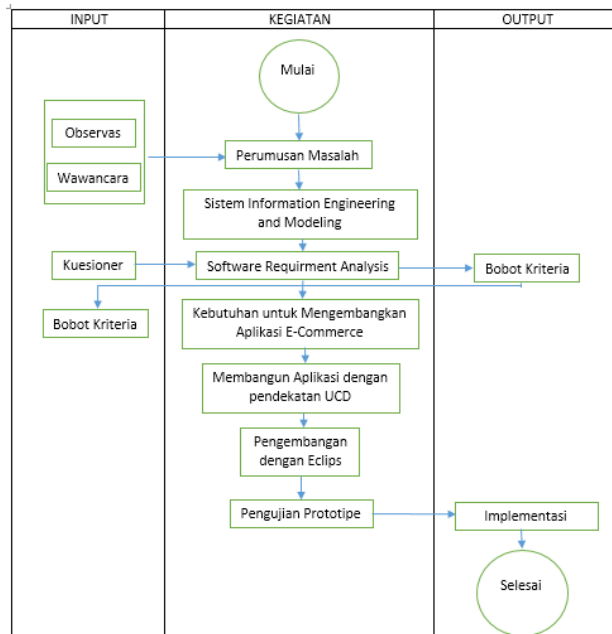 INPUT
KEGIATAN
OUTPUT
Mulai
Observas
Wawancara
Perumusan Masalah
Sistem Information Engineering
and Modeling
Kuesioner
Software Requirment Analysis
Bobot Kriteria
Bobot Kriteria
Kebutuhan untuk Mengembangkan
Aplikasi E-Commerce
Membangun Aplikasi dengan
pendekatan UCD
Pengembangan
dengan Eclips
Pengujian Prototipe
Implementasi
Selesai